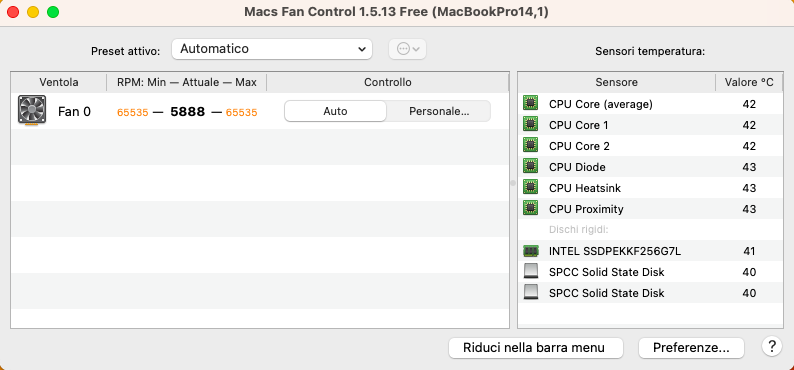 Macs Fan Control 1.5.13 Free (MacBookPro14,1)
Preset attivo: Automatico
Sensori temperatura:
Ventola RPM: Min — Attuale — Max Controllo
Fan 0 65535 — 5888 — 65535 Auto Personale...
Sensore Valore °C
CPU Core (average) 42
CPU Core 1 42
CPU Core 2 42
CPU Diode 43
CPU Heatsink 43
CPU Proximity 43
Dischi rigidi:
INTEL SSDPEKKF256G7L 41
SPCC Solid State Disk 40
SPCC Solid State Disk 40
Riduci nella barra menu Preferenze... ?